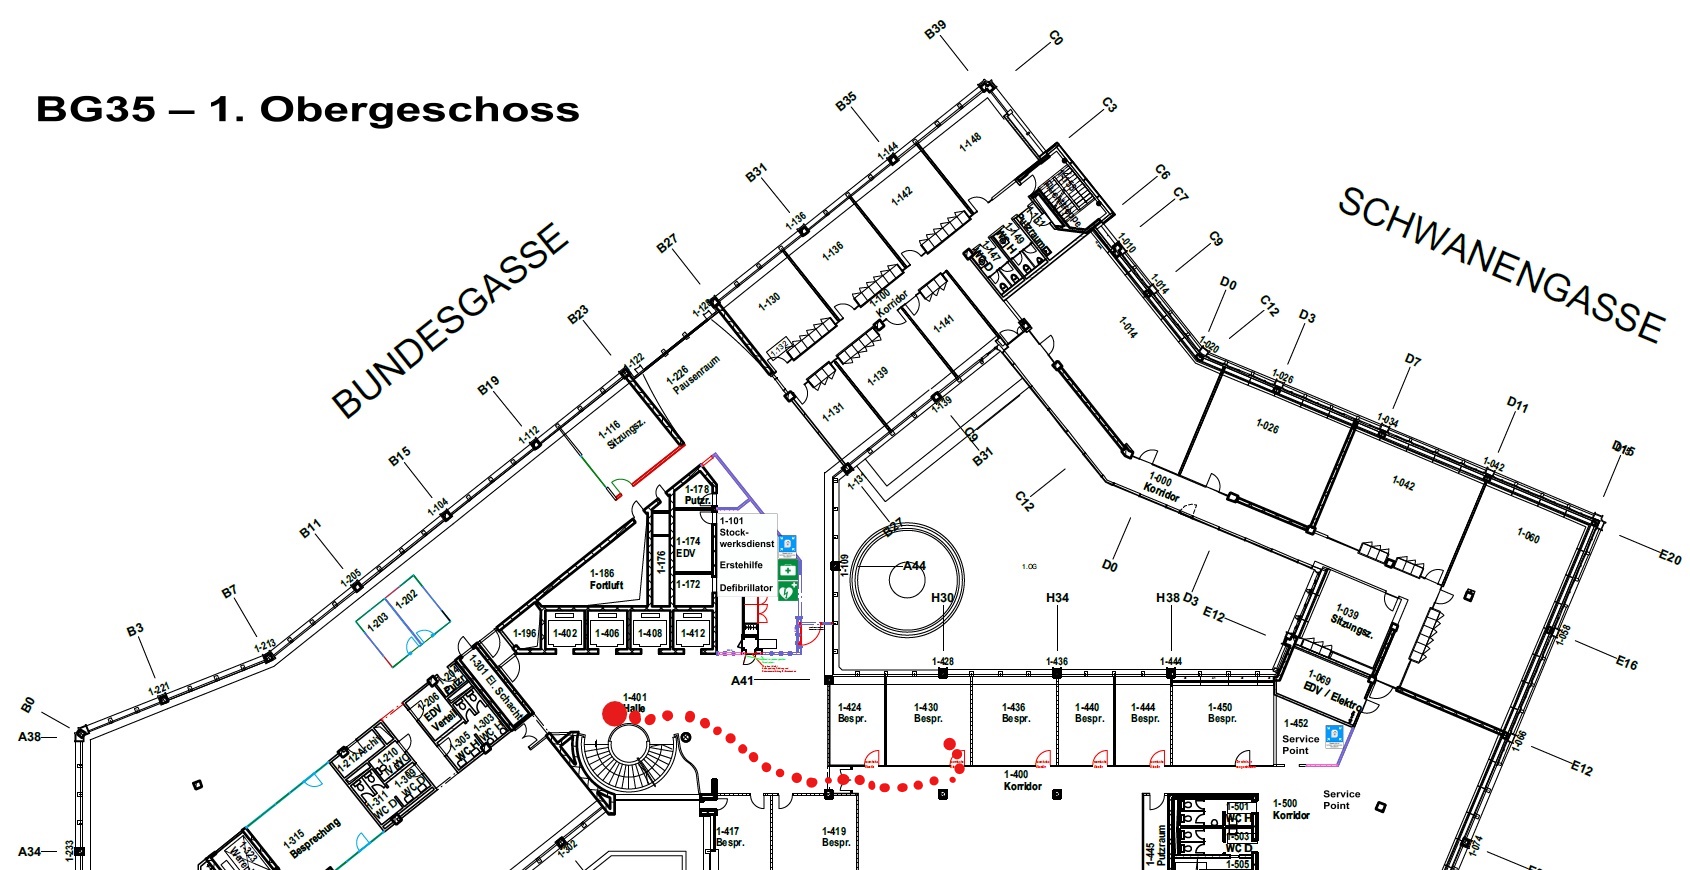 BG35 – 1. Obergeschoss
BUNDESGASSE
SCHWANENGASSE
B39
C0
B35
C3
B31
C6
C7
B27
C9
D0
C12
D3
B23
D7
B19
D11
B15
E20
B11
B7
B3
E16
B0
E12
A38
A34
1-148
1-144
1-142
1-136
1-136
1-130
1-132
1-100
Korridor
1-141
1-139
1-139
1-131
1-131
1-147
WC D
1-149
WC H
1-151
Putzraum
1-010
1-014
1-014
1-020
1-026
1-026
1-034
1-042
1-042
1-060
1-058
1-066
1-074
1-000
Korridor
1-122
1-226
Pausenraum
1-116
Sitzungsz.
1-112
1-104
1-205
1-213
1-221
1-233
1-203
1-202
C9
B31
C12
B27
D0
D3
E12
A44
1.OG
1-109
H30
H34
H38
A41
1-178
Putzr.
1-174
EDV
1-176
1-172
1-186
Fortluft
1-196
1-402
1-406
1-408
1-412
1-101
Stock-
werksdienst
Erstehilfe
Defibrillator
1-039
Sitzungsz.
1-069
EDV / Elektro
1-428
1-436
1-444
1-424
Bespr.
1-430
Bespr.
1-436
Bespr.
1-440
Bespr.
1-444
Bespr.
1-450
Bespr.
1-452
Service
Point
1-400
Korridor
1-401
Halle
1-301 El. Schacht
1-206
EDV
Verteil
1-303
WC H
1-305
WC H
1-212 Archi
1-210
1-311
WC D
1-309
WC D
1-315
Besprechung
1-323
1-302
1-417
Bespr.
1-419
Bespr.
1-445
Putzraum
1-501
WC H
1-503
WC D
1-505
1-500
Korridor
Service
Point